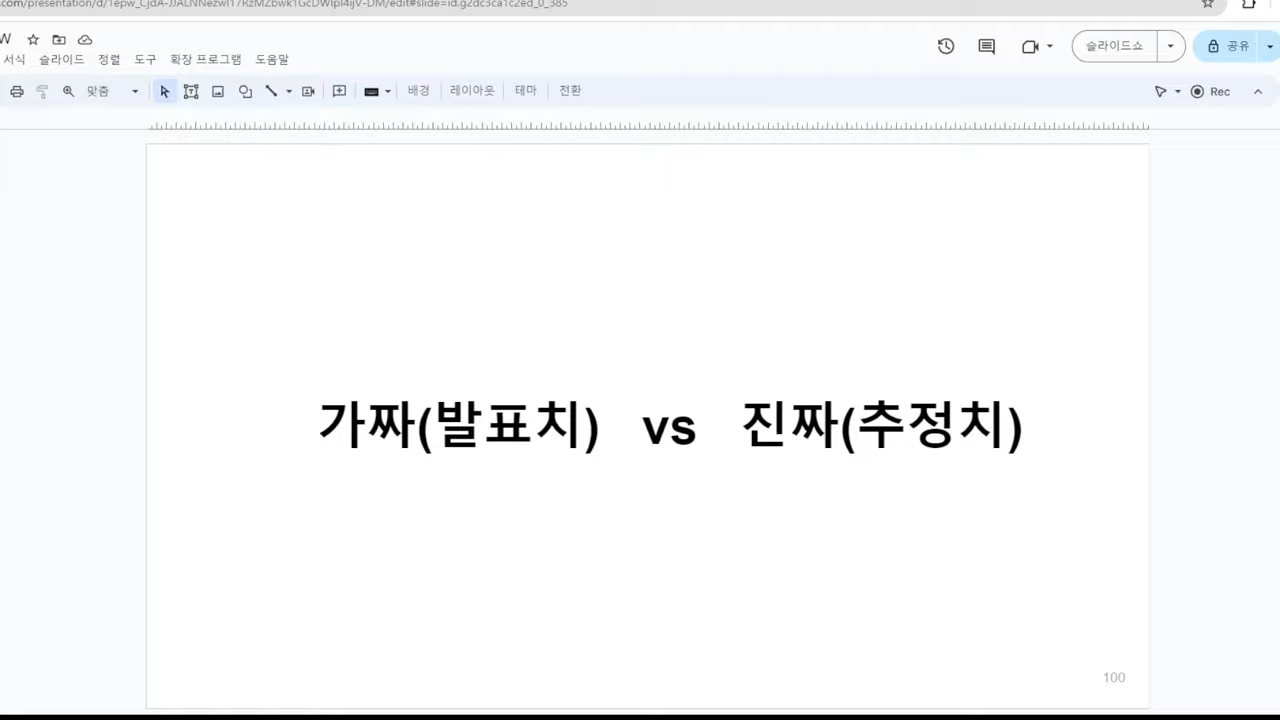 W
서식 슬라이드 정렬 도구 확장 프로그램 도움말
슬라이드쇼 공유
맞춤 배경 레이아웃 테마 전환 Rec
가짜(발표치) vs 진짜(추정치)
100